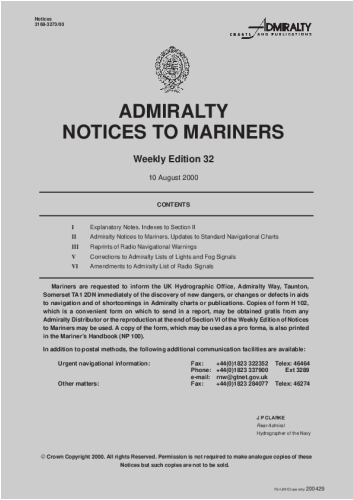 Notices
3169-3273/00
ADMIRALTY
CHARTS AND PUBLICATIONS
ADMIRALTY
NOTICES TO MARINERS
Weekly Edition 32
10 August 2000
CONTENTS
I Explanatory Notes. Indexes to Section II
II Admiralty Notices to Mariners. Updates to Standard Navigational Charts
III Reprints of Radio Navigational Warnings
V Corrections to Admiralty Lists of Lights and Fog Signals
VI Amendments to Admiralty List of Radio Signals
Mariners are requested to inform the UK Hydrographic Office, Admiralty Way, Taunton,
Somerset TA1 2DN immediately of the discovery of new dangers, or changes or defects in aids
to navigation and of shortcomings in Admiralty charts or publications. Copies of form H 102,
which is a convenient form on which to send in a report, may be obtained gratis from any
Admiralty Distributor or the reproduction at the end of Section VI of the Weekly Edition of Notices
to Mariners may be used. A copy of the form, which may be used as a pro forma, is also printed
in the Mariner's Handbook (NP 100).
In addition to postal methods, the following additional communication facilities are available:
Urgent navigational information: Fax: +44(0)1823 322352 Telex: 46464
Phone: +44(0)1823 337900 Ext 3289
e-mail: rnw@gtnet.gov.uk
Other matters: Fax: +44(0)1823 284077 Telex: 46274
J P CLARKE
Rear Admiral
Hydrographer of the Navy
© Crown Copyright 2000. All rights Reserved. Permission is not required to make analogue copies of these
Notices but such copies are not to be sold.
200429